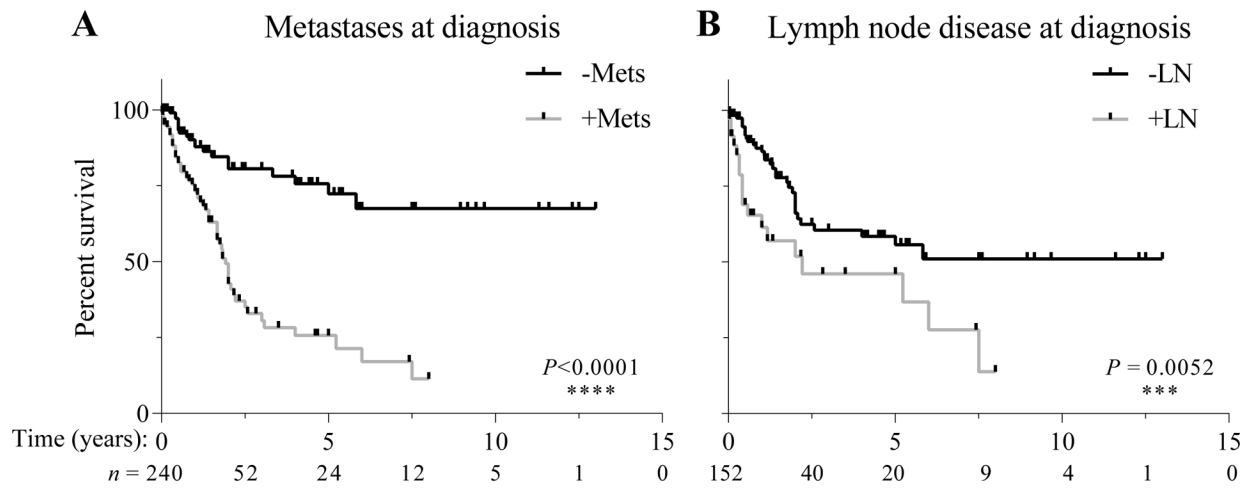 A Metastases at diagnosis
-Mets
+Mets
Percent survival
100
50
0
P<0.0001
****
Time (years): 0 5 10 15
n = 240 52 24 12 5 1 0
B Lymph node disease at diagnosis
-LN
+LN
P = 0.0052
***
0 5 10 15
152 40 20 9 4 1 0